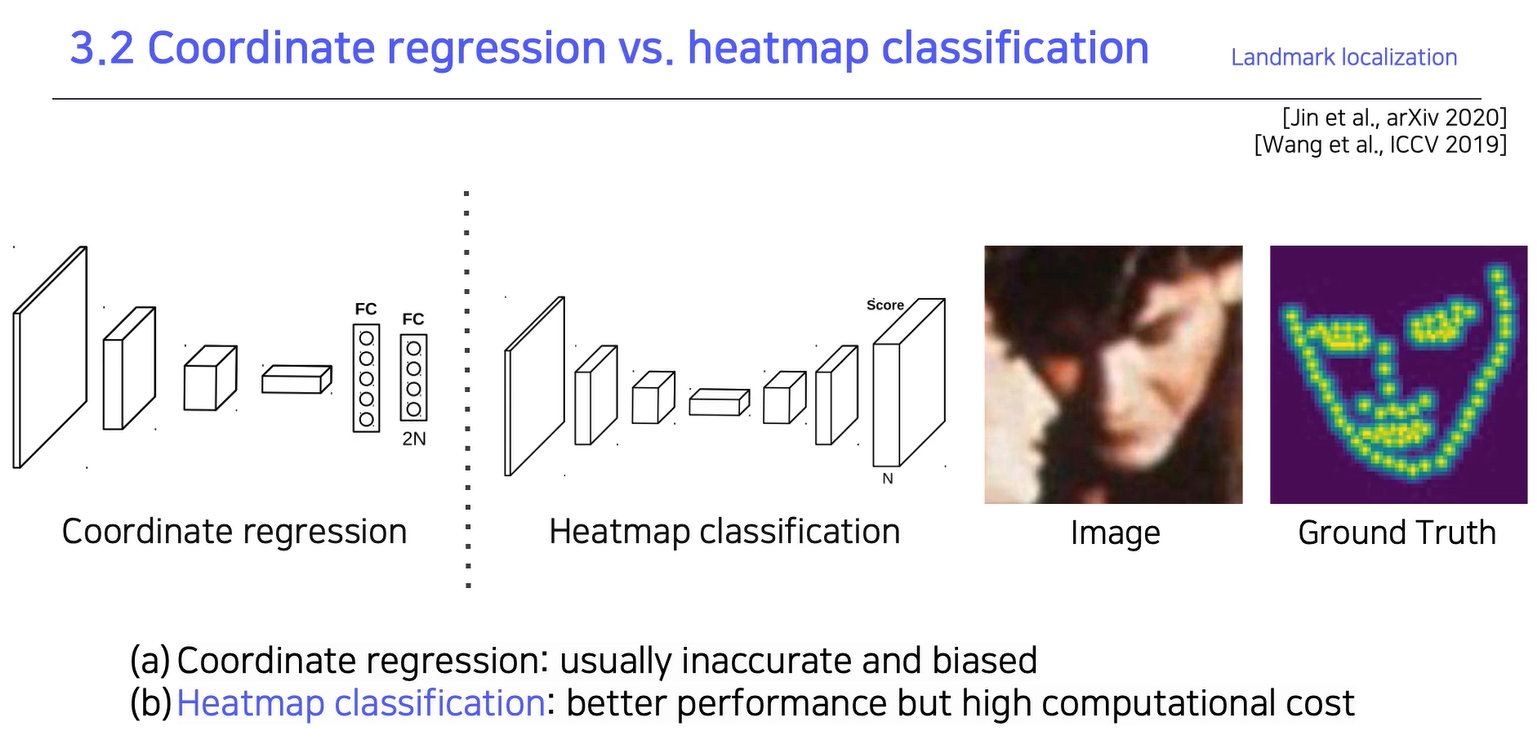 3.2 Coordinate regression vs. heatmap classification
Landmark localization
[Jin et al., arXiv 2020]
[Wang et al., ICCV 2019]
FC
FC
2N
Coordinate regression
Score
N
Heatmap classification
Image
Ground Truth
(a) Coordinate regression: usually inaccurate and biased
(b) Heatmap classification: better performance but high computational cost